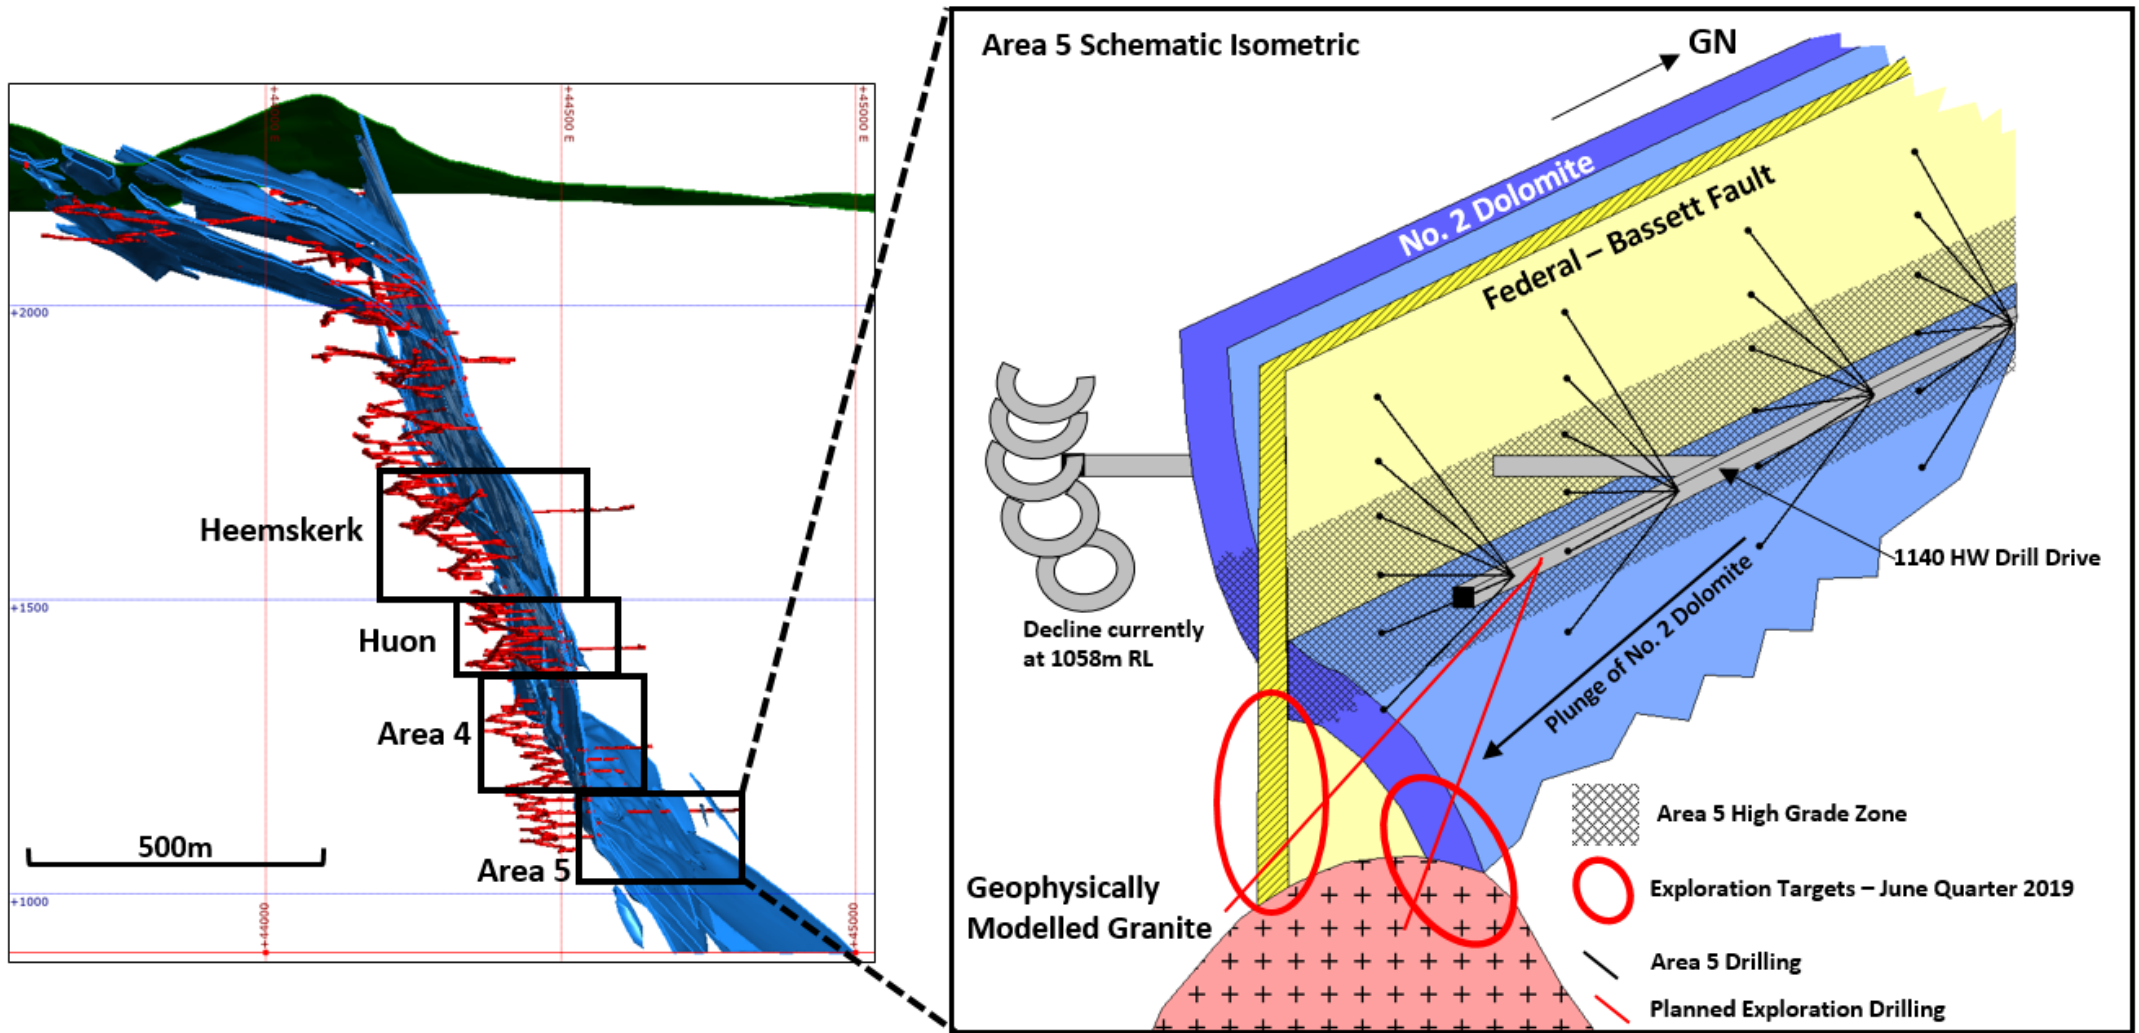 +44000 E
+44500 E
+45000 E
+2000
+1500
+1000
Heemskerk
Huon
Area 4
Area 5
500m
+44000
+45000
Area 5 Schematic Isometric
GN
No. 2 Dolomite
Federal – Bassett Fault
1140 HW Drill Drive
Decline currently
at 1058m RL
Plunge of No. 2 Dolomite
Geophysically
Modelled Granite
Area 5 High Grade Zone
Exploration Targets – June Quarter 2019
Area 5 Drilling
Planned Exploration Drilling